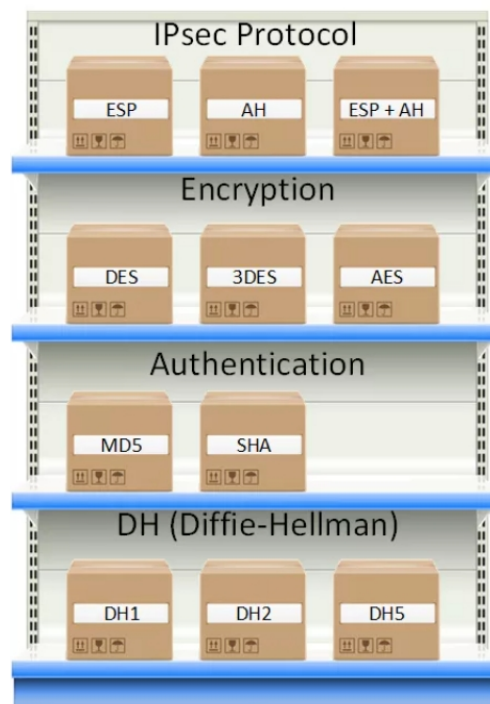 IPsec Protocol
ESP AH ESP + AH
Encryption
DES 3DES AES
Authentication
MD5 SHA
DH (Diffie-Hellman)
DH1 DH2 DH5